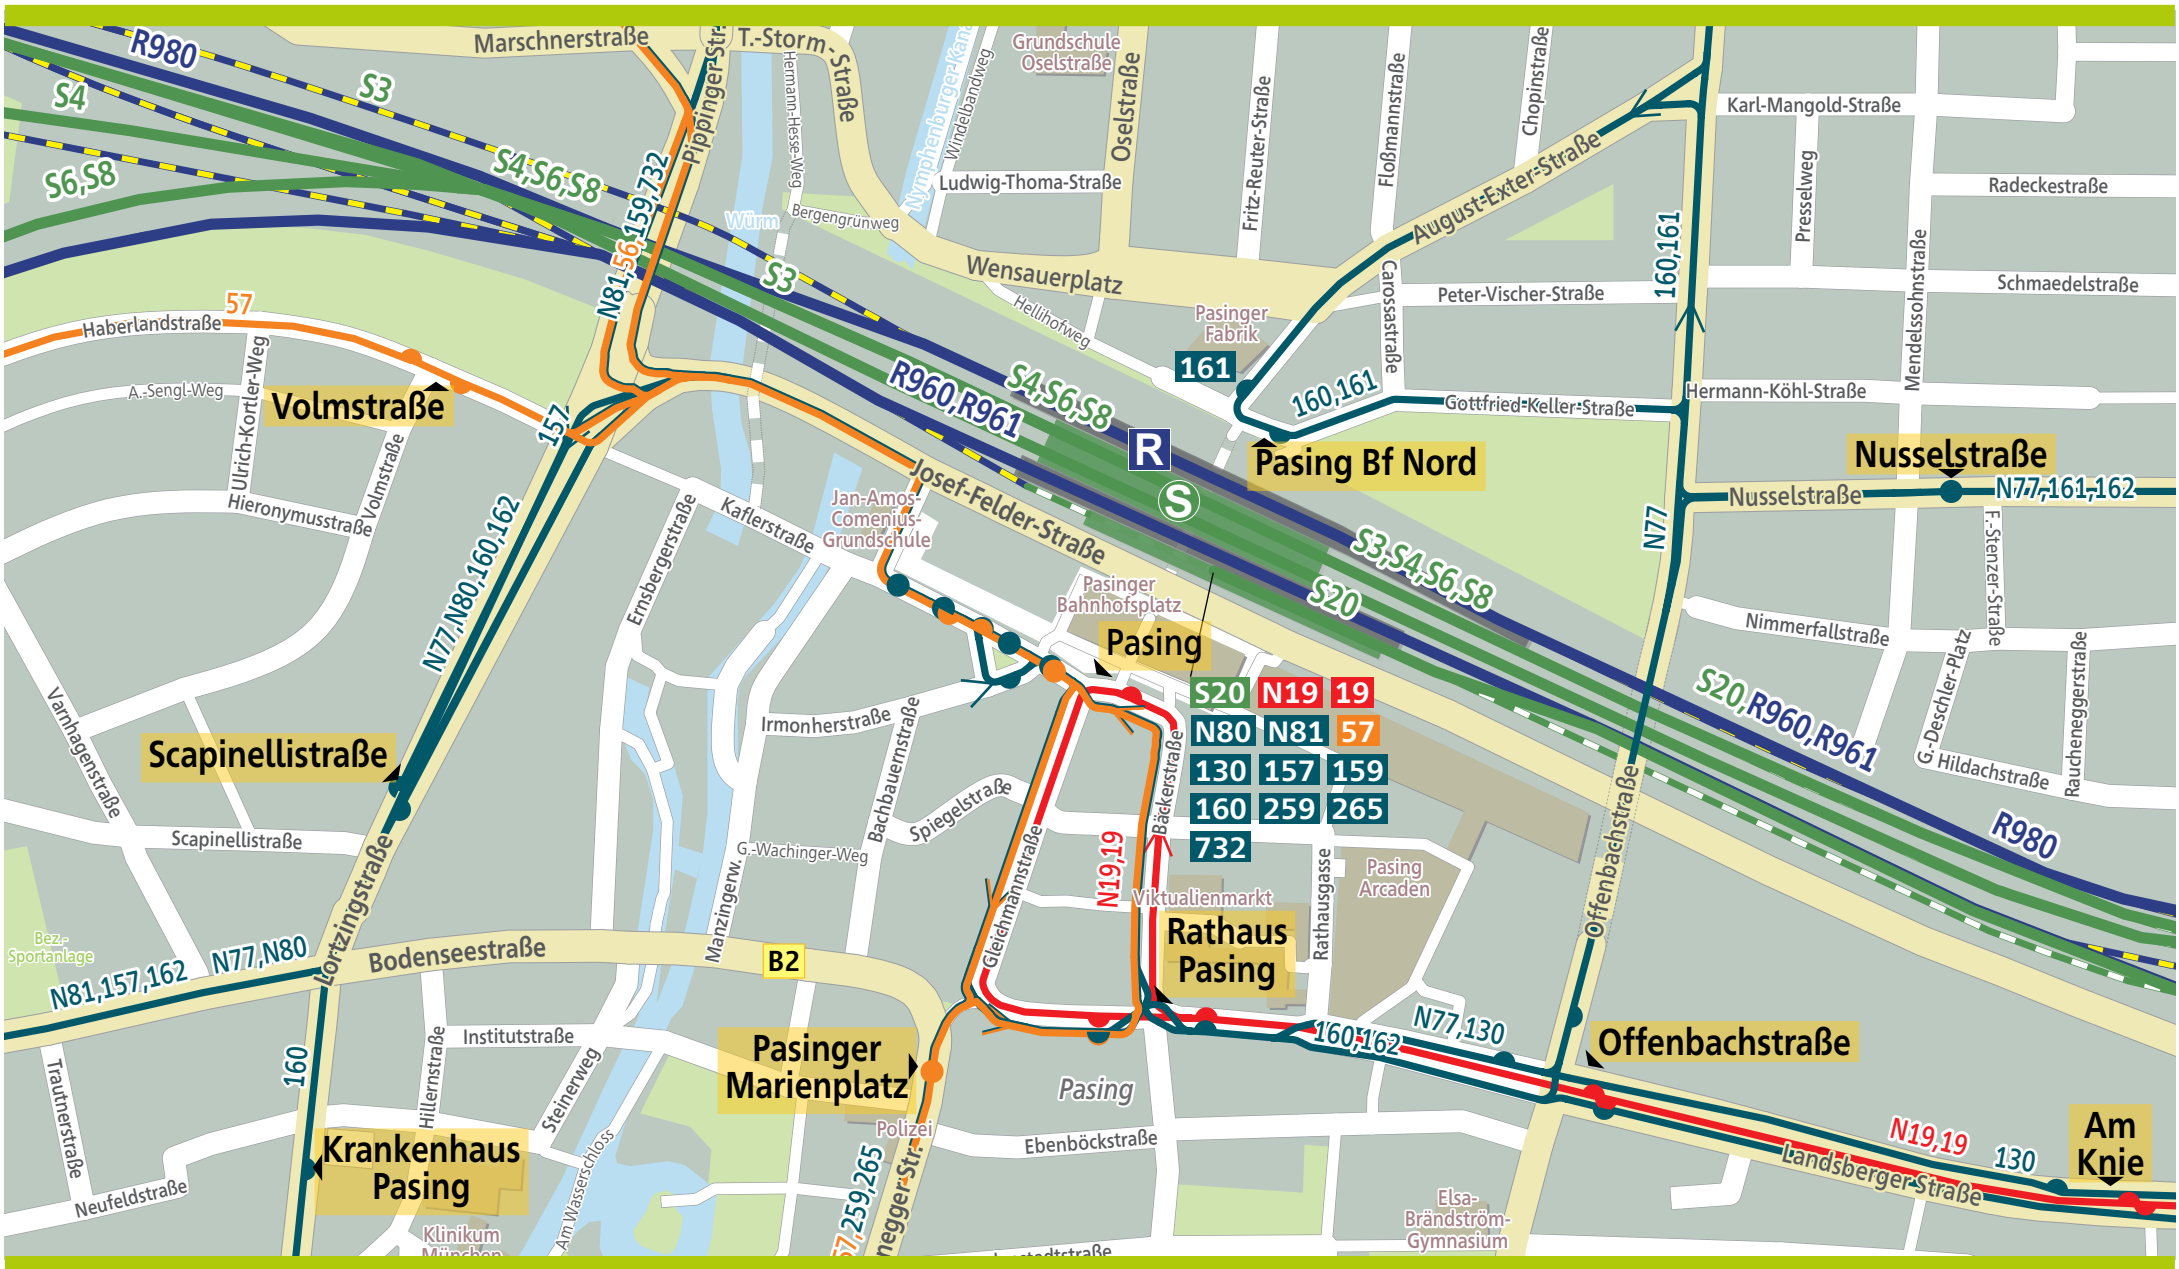 R980
Marschnerstraße
T.-Storm-Straße
Pippinger Str.
Hermann-Hesse-Weg
Windelbandweg
Grundschule
Oselstraße
Oselstraße
Fritz-Reuter-Straße
Floßmannstraße
Chopinstraße
Karl-Mangold-Straße
S3
S4
S6,S8
S4,S6,S8
N81,56,159,732
Ludwig-Thoma-Straße
Würm
Bergengrünweg
August-Exter-Straße
Presselweg
Radeckestraße
Mendelssohnstraße
160,161
Wensauerplatz
Hellihofweg
S3
Carossastraße
Peter-Vischer-Straße
Schmaedelstraße
57
Haberlandstraße
Pasinger
Fabrik
161
160,161
Hermann-Köhl-Straße
Gottfried-Keller-Straße
A.-Sengl-Weg
Ulrich-Kortler-Weg
Volmstraße
157
R960,R961
S4,S6,S8
R
S
Pasing Bf Nord
Nusselstraße
Nusselstraße
N77,161,162
N77
Volmstraße
Hieronymusstraße
Jan-Amos-
Comenius-
Grundschule
Josef-Felder-Straße
Kaflerstraße
Ernsbergerstraße
N77,N80,160,162
S3,S4,S6,S8
S20
F.-Stenzer-Straße
Nimmerfallstraße
G.-Deschler-Platz
Raucheneggerstraße
Hildachstraße
Pasinger
Bahnhofsplatz
Pasing
S20 N19 19
N80 N81 57
130 157 159
160 259 265
732
S20,R960,R961
R980
Varnhagenstraße
Scapinellistraße
Scapinellistraße
Irmonherstraße
Bachbauernstraße
Spiegelstraße
G.-Wachinger-Weg
Manzingerw.
Gleichmannstraße
Bäckerstraße
N19,19
Viktualienmarkt
Rathausgasse
Pasing
Arcaden
Offenbachstraße
Rathaus
Pasing
Bez.-
Sportanlage
N81,157,162
N77,N80
Lortzingstraße
Bodenseestraße
B2
Institutstraße
Pasinger
Marienplatz
Pasing
160,162
N77,130
Offenbachstraße
Trautnerstraße
160
Hillernstraße
Steinerweg
Am Wasserschloss
Polizei
Ebenböckstraße
N19,19
130
Landsberger Straße
Am
Knie
Krankenhaus
Pasing
Neufeldstraße
Klinikum
München
57,259,265
Elsa-
Brändström-
Gymnasium